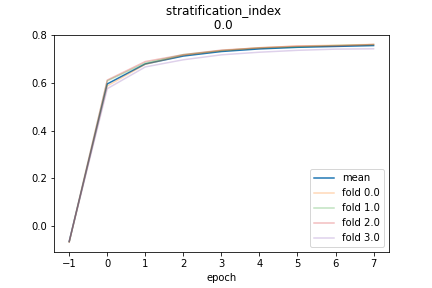 stratification_index
0.0
0.8
0.6
0.4
0.2
0.0
−1 0 1 2 3 4 5 6 7
epoch
mean
fold 0.0
fold 1.0
fold 2.0
fold 3.0